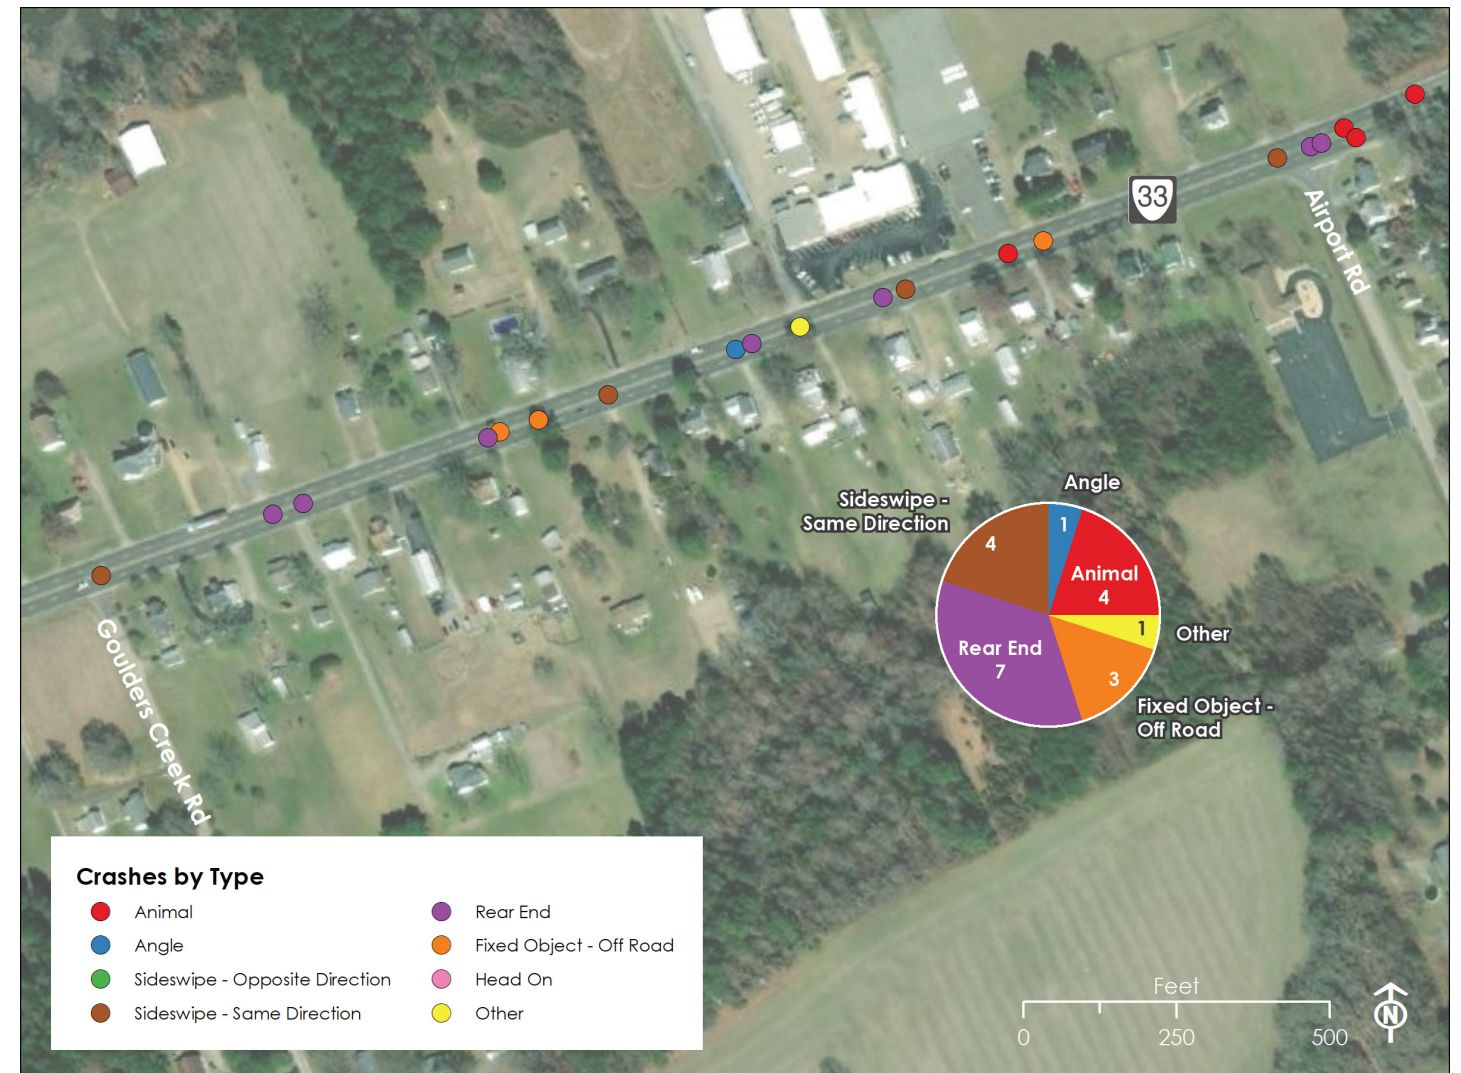 33
Airport Rd
Goulders Creek Rd
Sideswipe -
Same Direction
4
Angle
1
Animal
4
1
Other
Rear End
7
3
Fixed Object -
Off Road
Crashes by Type
Animal
Angle
Sideswipe - Opposite Direction
Sideswipe - Same Direction
Rear End
Fixed Object - Off Road
Head On
Other
Feet
0
250
500
N